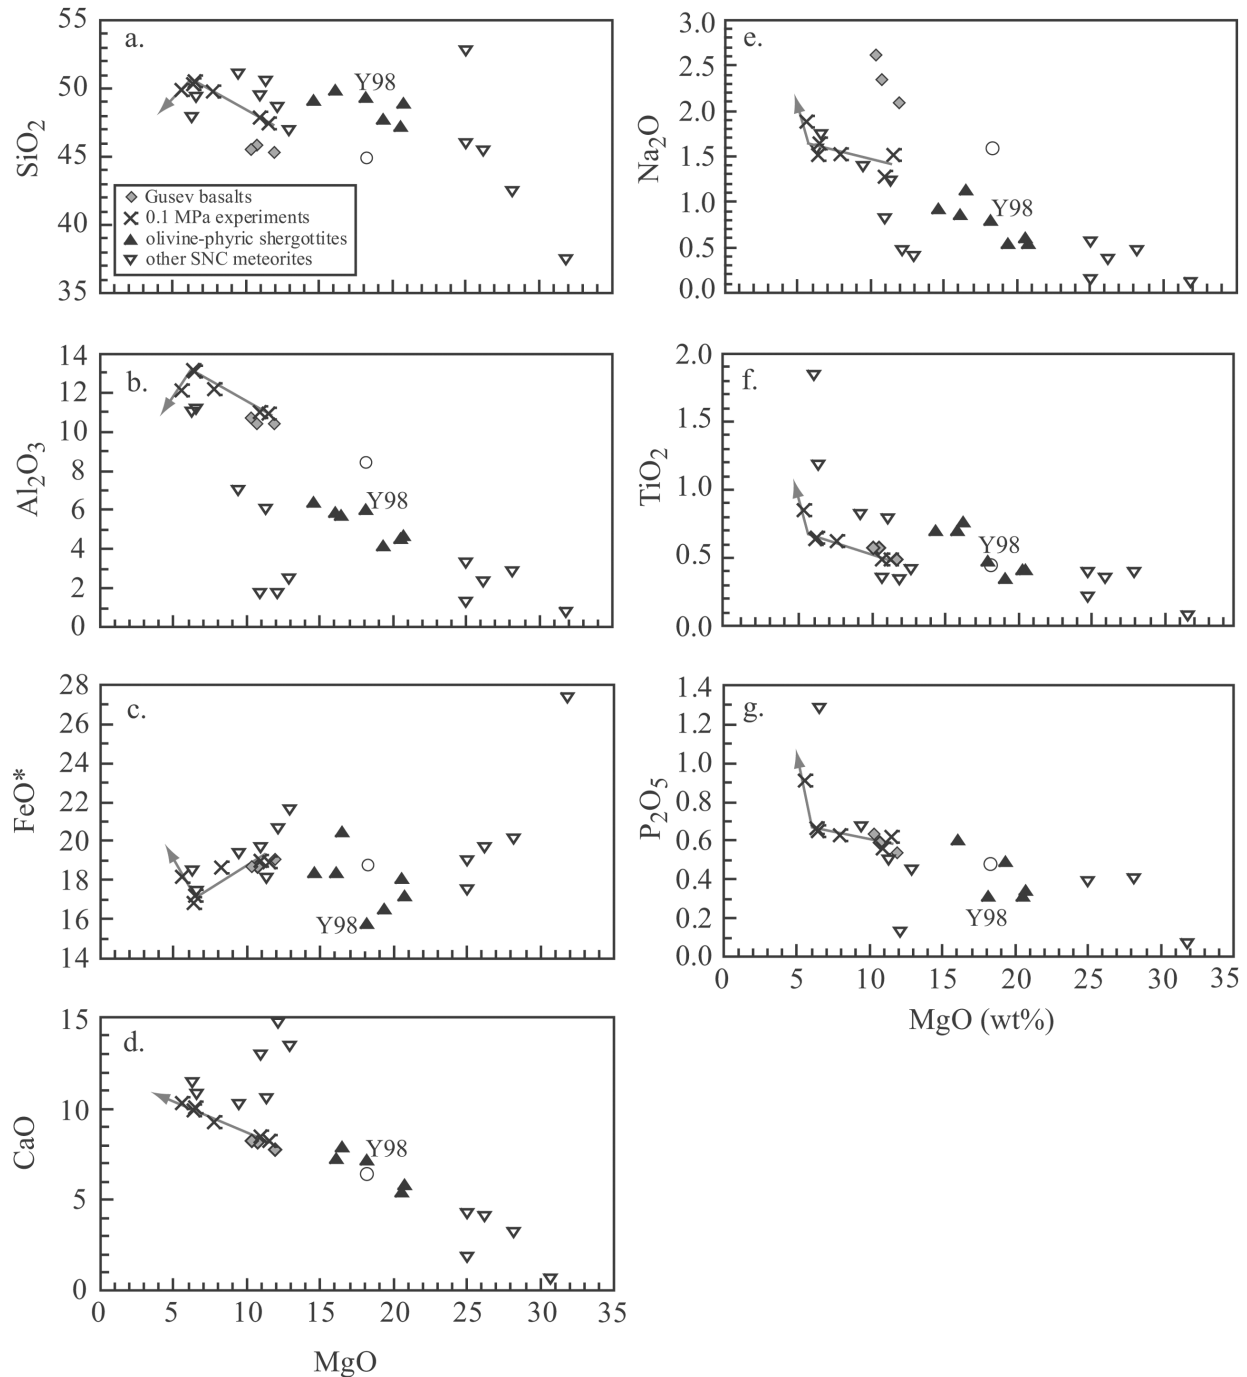 a.
SiO2
55
50
45
40
35
Y98
Gusev basalts
0.1 MPa experiments
olivine-phyric shergottites
other SNC meteorites
b.
Al2O3
14
12
10
8
6
4
2
0
Y98
c.
FeO*
28
26
24
22
20
18
16
14
Y98
d.
CaO
15
10
5
0
Y98
0 5 10 15 20 25 30 35
MgO
e.
Na2O
3.0
2.5
2.0
1.5
1.0
0.5
0.0
Y98
f.
TiO2
2.0
1.5
1.0
0.5
0.0
Y98
g.
P2O5
1.4
1.2
1.0
0.8
0.6
0.4
0.2
0.0
Y98
0 5 10 15 20 25 30 35
MgO (wt%)